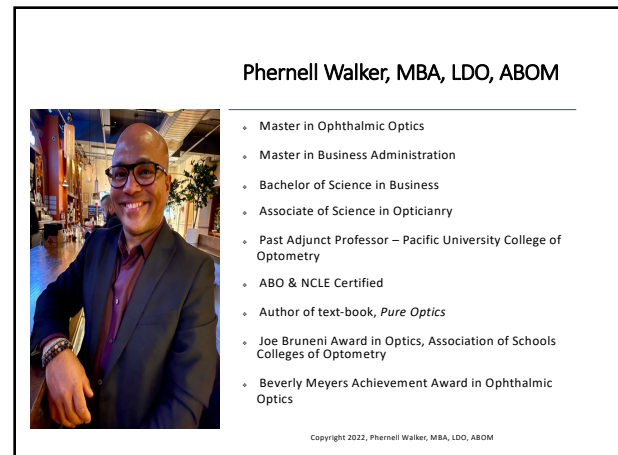 Phernell Walker, MBA, LDO, ABOM
Master in Ophthalmic Optics
Master in Business Administration
Bachelor of Science in Business
Associate of Science in Opticianry
Past Adjunct Professor – Pacific University College of
Optometry
ABO & NCLE Certified
Author of text-book, Pure Optics
Joe Bruneni Award in Optics, Association of Schools
Colleges of Optometry
Beverly Meyers Achievement Award in Ophthalmic
Optics
Copyright 2022, Phernell Walker, MBA, LDO, ABOM